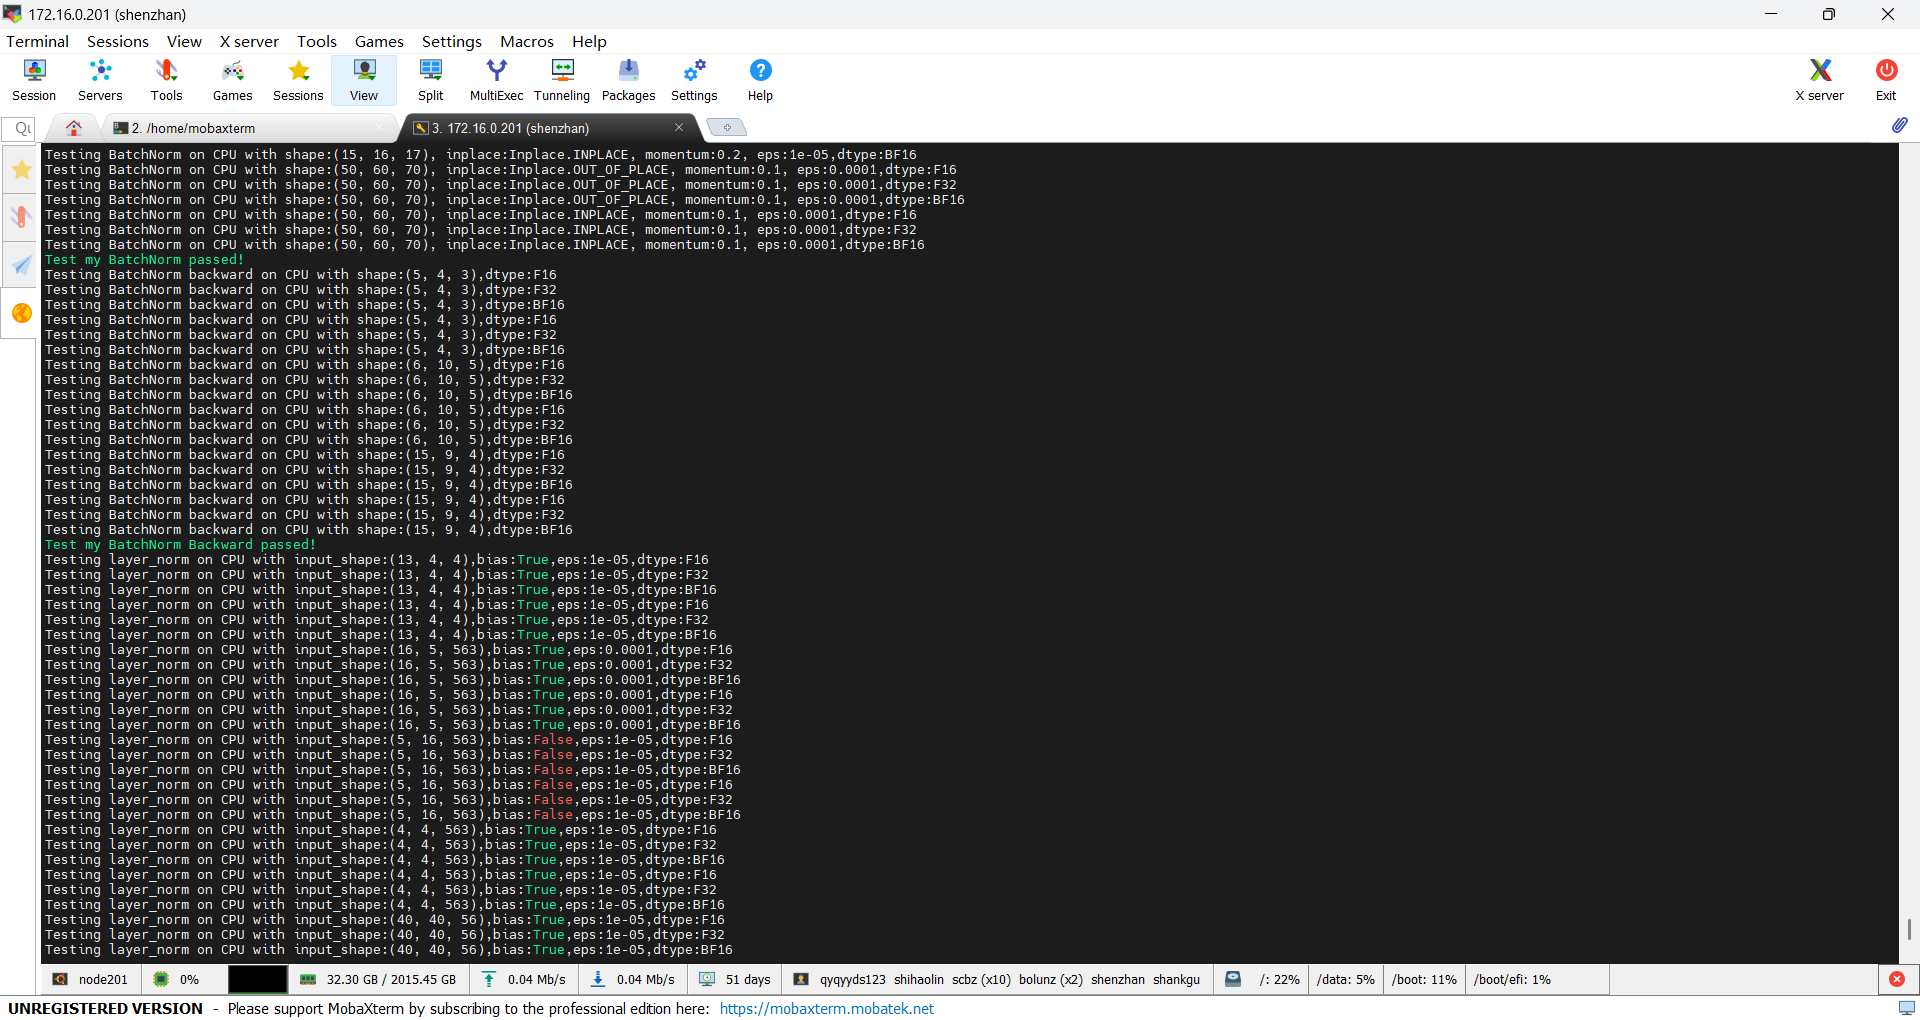 172.16.0.201 (shenzhan)
Terminal Sessions View X server Tools Games Settings Macros Help
Session Servers Tools Games Sessions View Split MultiExec Tunneling Packages Settings Help X server Exit
2. /home/mobaxterm
3. 172.16.0.201 (shenzhan)
Testing BatchNorm on CPU with shape:(15, 16, 17), inplace:Inplace.INPLACE, momentum:0.2, eps:1e-05,dtype:BF16
Testing BatchNorm on CPU with shape:(50, 60, 70), inplace:Inplace.OUT_OF_PLACE, momentum:0.1, eps:0.0001,dtype:F16
Testing BatchNorm on CPU with shape:(50, 60, 70), inplace:Inplace.OUT_OF_PLACE, momentum:0.1, eps:0.0001,dtype:F32
Testing BatchNorm on CPU with shape:(50, 60, 70), inplace:Inplace.OUT_OF_PLACE, momentum:0.1, eps:0.0001,dtype:BF16
Testing BatchNorm on CPU with shape:(50, 60, 70), inplace:Inplace.INPLACE, momentum:0.1, eps:0.0001,dtype:F16
Testing BatchNorm on CPU with shape:(50, 60, 70), inplace:Inplace.INPLACE, momentum:0.1, eps:0.0001,dtype:F32
Testing BatchNorm on CPU with shape:(50, 60, 70), inplace:Inplace.INPLACE, momentum:0.1, eps:0.0001,dtype:BF16
Test my BatchNorm passed!
Testing BatchNorm backward on CPU with shape:(5, 4, 3),dtype:F16
Testing BatchNorm backward on CPU with shape:(5, 4, 3),dtype:F32
Testing BatchNorm backward on CPU with shape:(5, 4, 3),dtype:BF16
Testing BatchNorm backward on CPU with shape:(5, 4, 3),dtype:F16
Testing BatchNorm backward on CPU with shape:(5, 4, 3),dtype:F32
Testing BatchNorm backward on CPU with shape:(5, 4, 3),dtype:BF16
Testing BatchNorm backward on CPU with shape:(6, 10, 5),dtype:F16
Testing BatchNorm backward on CPU with shape:(6, 10, 5),dtype:F32
Testing BatchNorm backward on CPU with shape:(6, 10, 5),dtype:BF16
Testing BatchNorm backward on CPU with shape:(6, 10, 5),dtype:F16
Testing BatchNorm backward on CPU with shape:(6, 10, 5),dtype:F32
Testing BatchNorm backward on CPU with shape:(6, 10, 5),dtype:BF16
Testing BatchNorm backward on CPU with shape:(15, 9, 4),dtype:F16
Testing BatchNorm backward on CPU with shape:(15, 9, 4),dtype:F32
Testing BatchNorm backward on CPU with shape:(15, 9, 4),dtype:BF16
Testing BatchNorm backward on CPU with shape:(15, 9, 4),dtype:F16
Testing BatchNorm backward on CPU with shape:(15, 9, 4),dtype:F32
Testing BatchNorm backward on CPU with shape:(15, 9, 4),dtype:BF16
Test my BatchNorm Backward passed!
Testing layer_norm on CPU with input_shape:(13, 4, 4),bias:True,eps:1e-05,dtype:F16
Testing layer_norm on CPU with input_shape:(13, 4, 4),bias:True,eps:1e-05,dtype:F32
Testing layer_norm on CPU with input_shape:(13, 4, 4),bias:True,eps:1e-05,dtype:BF16
Testing layer_norm on CPU with input_shape:(13, 4, 4),bias:True,eps:1e-05,dtype:F16
Testing layer_norm on CPU with input_shape:(13, 4, 4),bias:True,eps:1e-05,dtype:F32
Testing layer_norm on CPU with input_shape:(13, 4, 4),bias:True,eps:1e-05,dtype:BF16
Testing layer_norm on CPU with input_shape:(16, 5, 563),bias:True,eps:0.0001,dtype:F16
Testing layer_norm on CPU with input_shape:(16, 5, 563),bias:True,eps:0.0001,dtype:F32
Testing layer_norm on CPU with input_shape:(16, 5, 563),bias:True,eps:0.0001,dtype:BF16
Testing layer_norm on CPU with input_shape:(16, 5, 563),bias:True,eps:0.0001,dtype:F16
Testing layer_norm on CPU with input_shape:(16, 5, 563),bias:True,eps:0.0001,dtype:F32
Testing layer_norm on CPU with input_shape:(16, 5, 563),bias:True,eps:0.0001,dtype:BF16
Testing layer_norm on CPU with input_shape:(5, 16, 563),bias:False,eps:1e-05,dtype:F16
Testing layer_norm on CPU with input_shape:(5, 16, 563),bias:False,eps:1e-05,dtype:F32
Testing layer_norm on CPU with input_shape:(5, 16, 563),bias:False,eps:1e-05,dtype:BF16
Testing layer_norm on CPU with input_shape:(5, 16, 563),bias:False,eps:1e-05,dtype:F16
Testing layer_norm on CPU with input_shape:(5, 16, 563),bias:False,eps:1e-05,dtype:F32
Testing layer_norm on CPU with input_shape:(5, 16, 563),bias:False,eps:1e-05,dtype:BF16
Testing layer_norm on CPU with input_shape:(4, 4, 563),bias:True,eps:1e-05,dtype:F16
Testing layer_norm on CPU with input_shape:(4, 4, 563),bias:True,eps:1e-05,dtype:F32
Testing layer_norm on CPU with input_shape:(4, 4, 563),bias:True,eps:1e-05,dtype:BF16
Testing layer_norm on CPU with input_shape:(4, 4, 563),bias:True,eps:1e-05,dtype:F16
Testing layer_norm on CPU with input_shape:(4, 4, 563),bias:True,eps:1e-05,dtype:F32
Testing layer_norm on CPU with input_shape:(4, 4, 563),bias:True,eps:1e-05,dtype:BF16
Testing layer_norm on CPU with input_shape:(40, 40, 56),bias:True,eps:1e-05,dtype:F16
Testing layer_norm on CPU with input_shape:(40, 40, 56),bias:True,eps:1e-05,dtype:F32
Testing layer_norm on CPU with input_shape:(40, 40, 56),bias:True,eps:1e-05,dtype:BF16
node201 0% 32.30 GB / 2015.45 GB 0.04 Mb/s 0.04 Mb/s 51 days qyqyyds123 shihaolin scbz (x10) bolunz (x2) shenzhan shankgu /: 22% /data: 5% /boot: 11% /boot/efi: 1%
UNREGISTERED VERSION - Please support MobaXterm by subscribing to the professional edition here: https://mobaxterm.mobatek.net